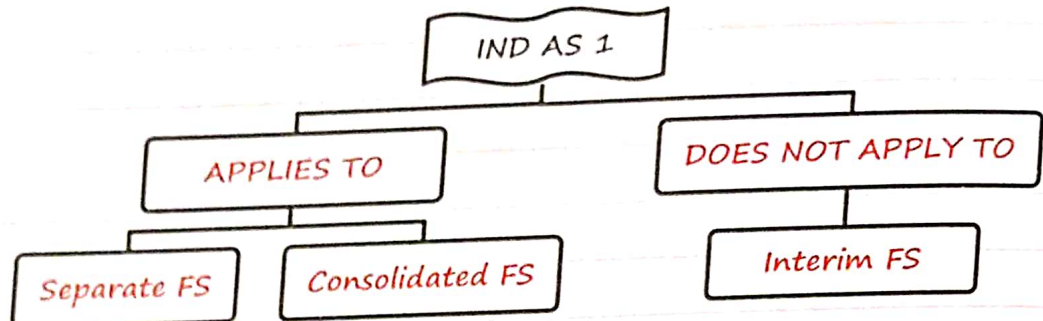 IND AS 1
APPLIES TO
DOES NOT APPLY TO
Separate FS
Consolidated FS
Interim FS